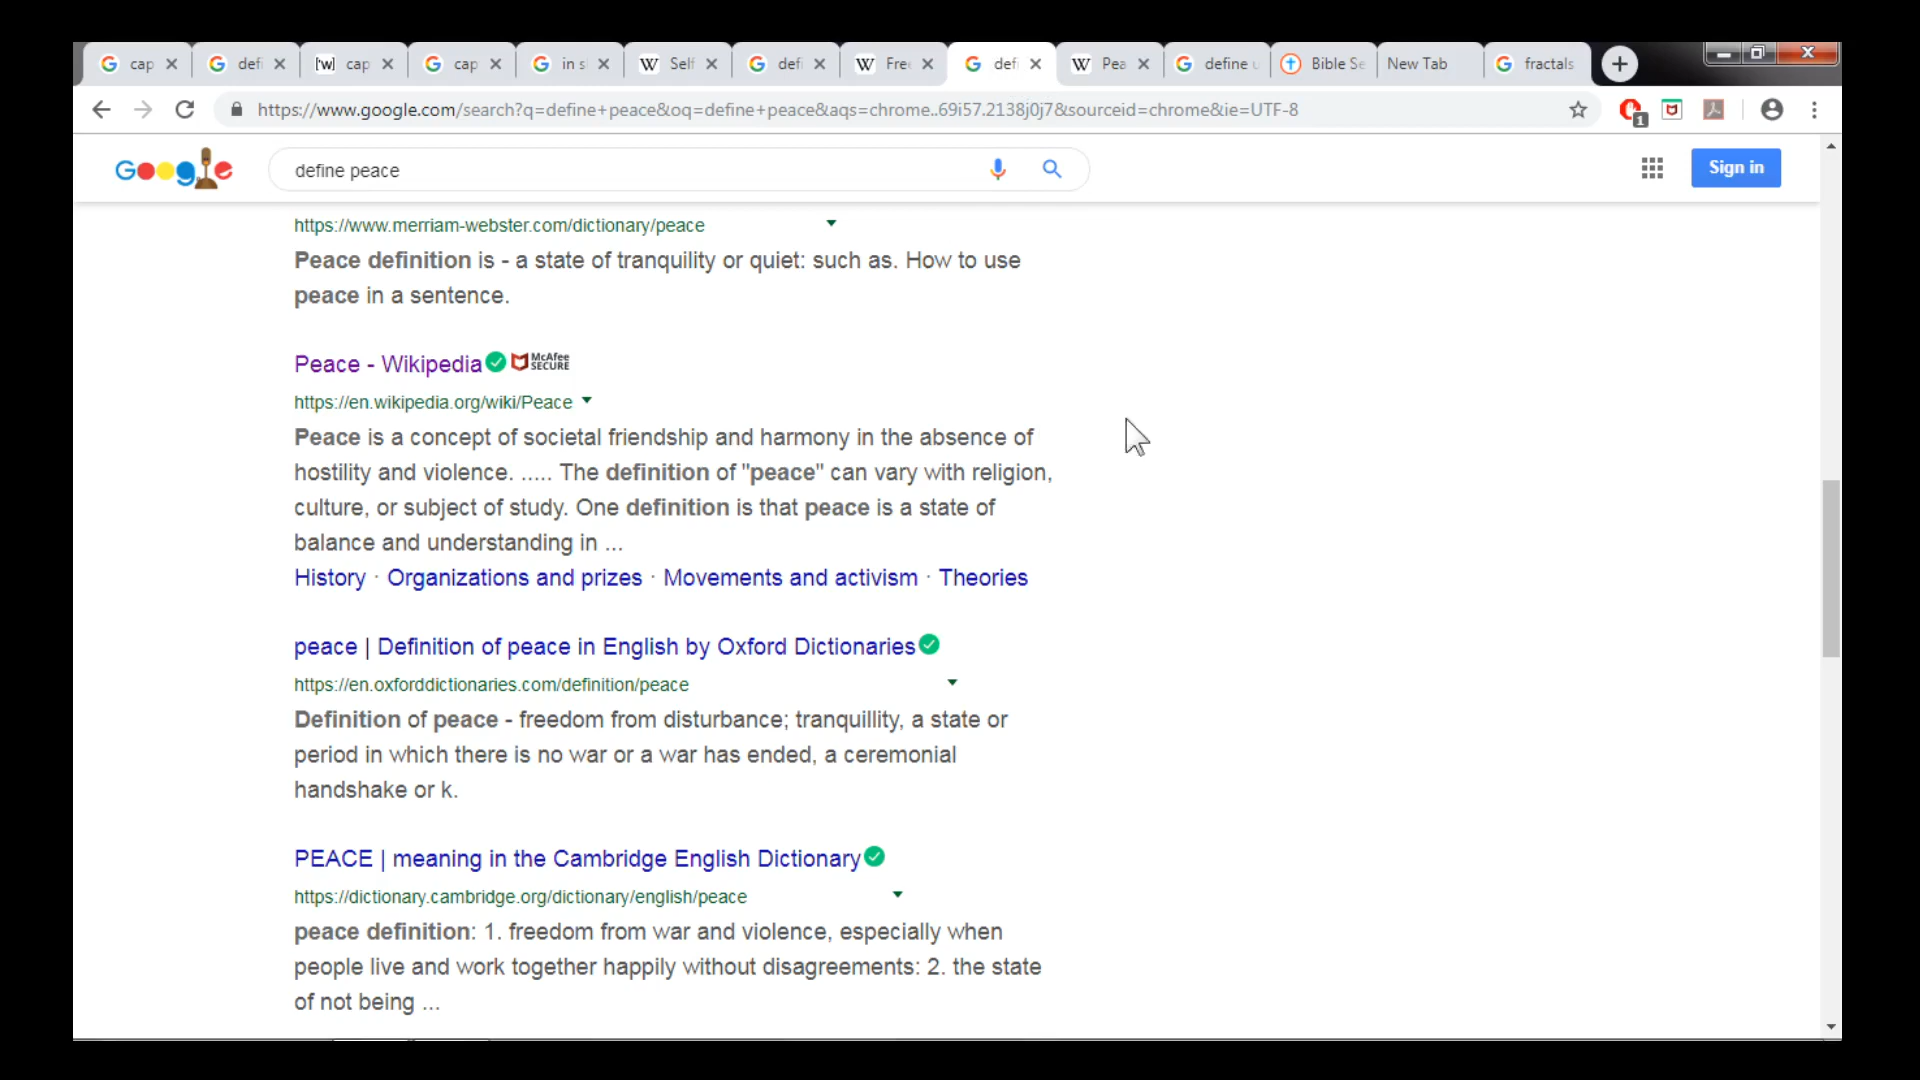 cap
defi
cap
cap
in s
Self
defi
Free
defi
Pea
define u
Bible Se
New Tab
fractals
https://www.google.com/search?q=define+peace&oq=define+peace&aqs=chrome..69i57.2138j0j7&sourceid=chrome&ie=UTF-8
1
Google
define peace
Sign in
https://www.merriam-webster.com/dictionary/peace
Peace definition is - a state of tranquility or quiet: such as. How to use
peace in a sentence.
Peace - Wikipedia McAfee SECURE
https://en.wikipedia.org/wiki/Peace
Peace is a concept of societal friendship and harmony in the absence of
hostility and violence. ..... The definition of "peace" can vary with religion,
culture, or subject of study. One definition is that peace is a state of
balance and understanding in ...
History · Organizations and prizes · Movements and activism · Theories
peace | Definition of peace in English by Oxford Dictionaries
https://en.oxforddictionaries.com/definition/peace
Definition of peace - freedom from disturbance; tranquillity, a state or
period in which there is no war or a war has ended, a ceremonial
handshake or k.
PEACE | meaning in the Cambridge English Dictionary
https://dictionary.cambridge.org/dictionary/english/peace
peace definition: 1. freedom from war and violence, especially when
people live and work together happily without disagreements: 2. the state
of not being ...